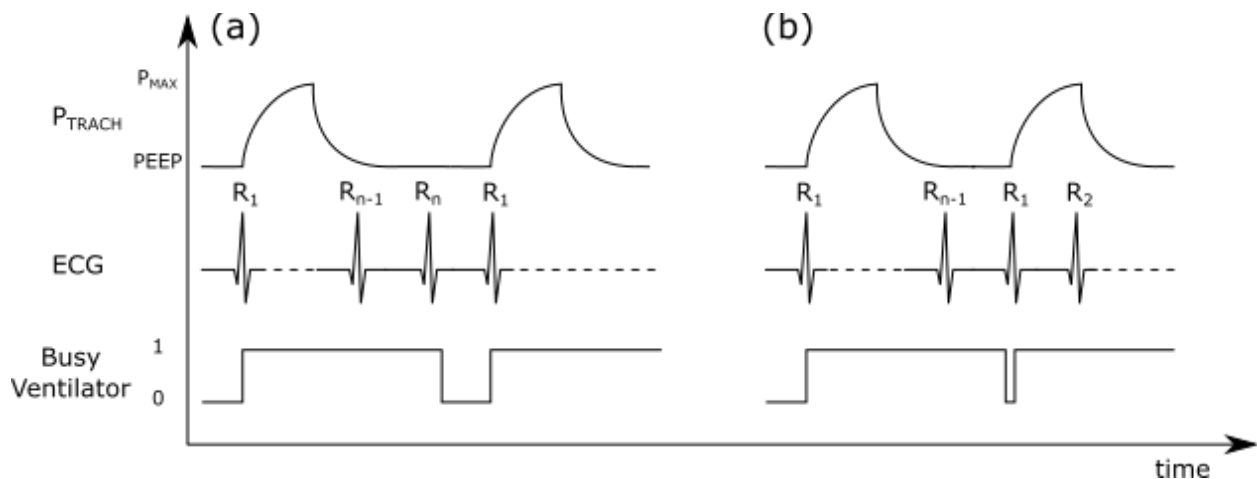 (a)
(b)
P_MAX
P_TRACH
PEEP
R_1
R_n-1
R_n
R_1
R_1
R_n-1
R_1
R_2
ECG
Busy
Ventilator
1
0
time